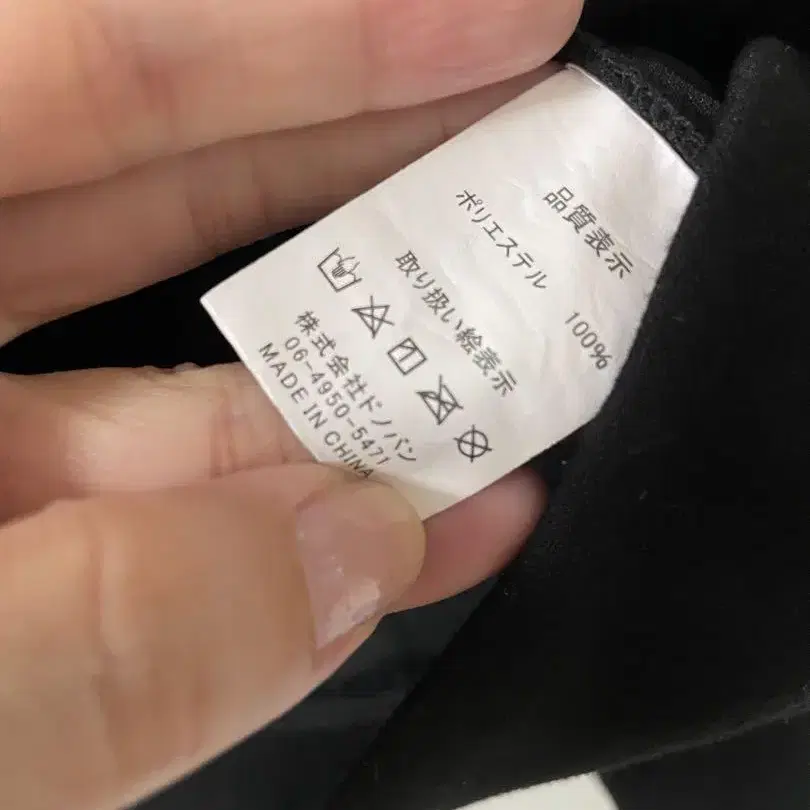 品質表示
ポリエステル 100%
取り扱い絵表示
株式会社ドノバン
06-4950-5471
MADE IN CHINA